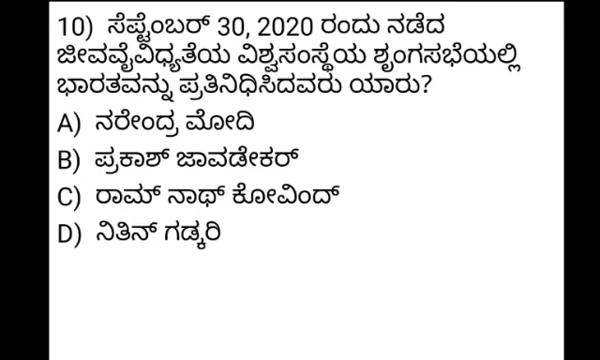 10) ಸೆಪ್ಟೆಂಬರ್ 30, 2020 ರಂದು ನಡೆದ
ಜೀವವೈವಿಧ್ಯತೆಯ ವಿಶ್ವಸಂಸ್ಥೆಯ ಶೃಂಗಸಭೆಯಲ್ಲಿ
ಭಾರತವನ್ನು ಪ್ರತಿನಿಧಿಸಿದವರು ಯಾರು?
A) ನರೇಂದ್ರ ಮೋದಿ
B) ಪ್ರಕಾಶ್ ಜಾವಡೇಕರ್
C) ರಾಮ್ ನಾಥ್ ಕೋವಿಂದ್
D) ನಿತಿನ್ ಗಡ್ಕರಿ